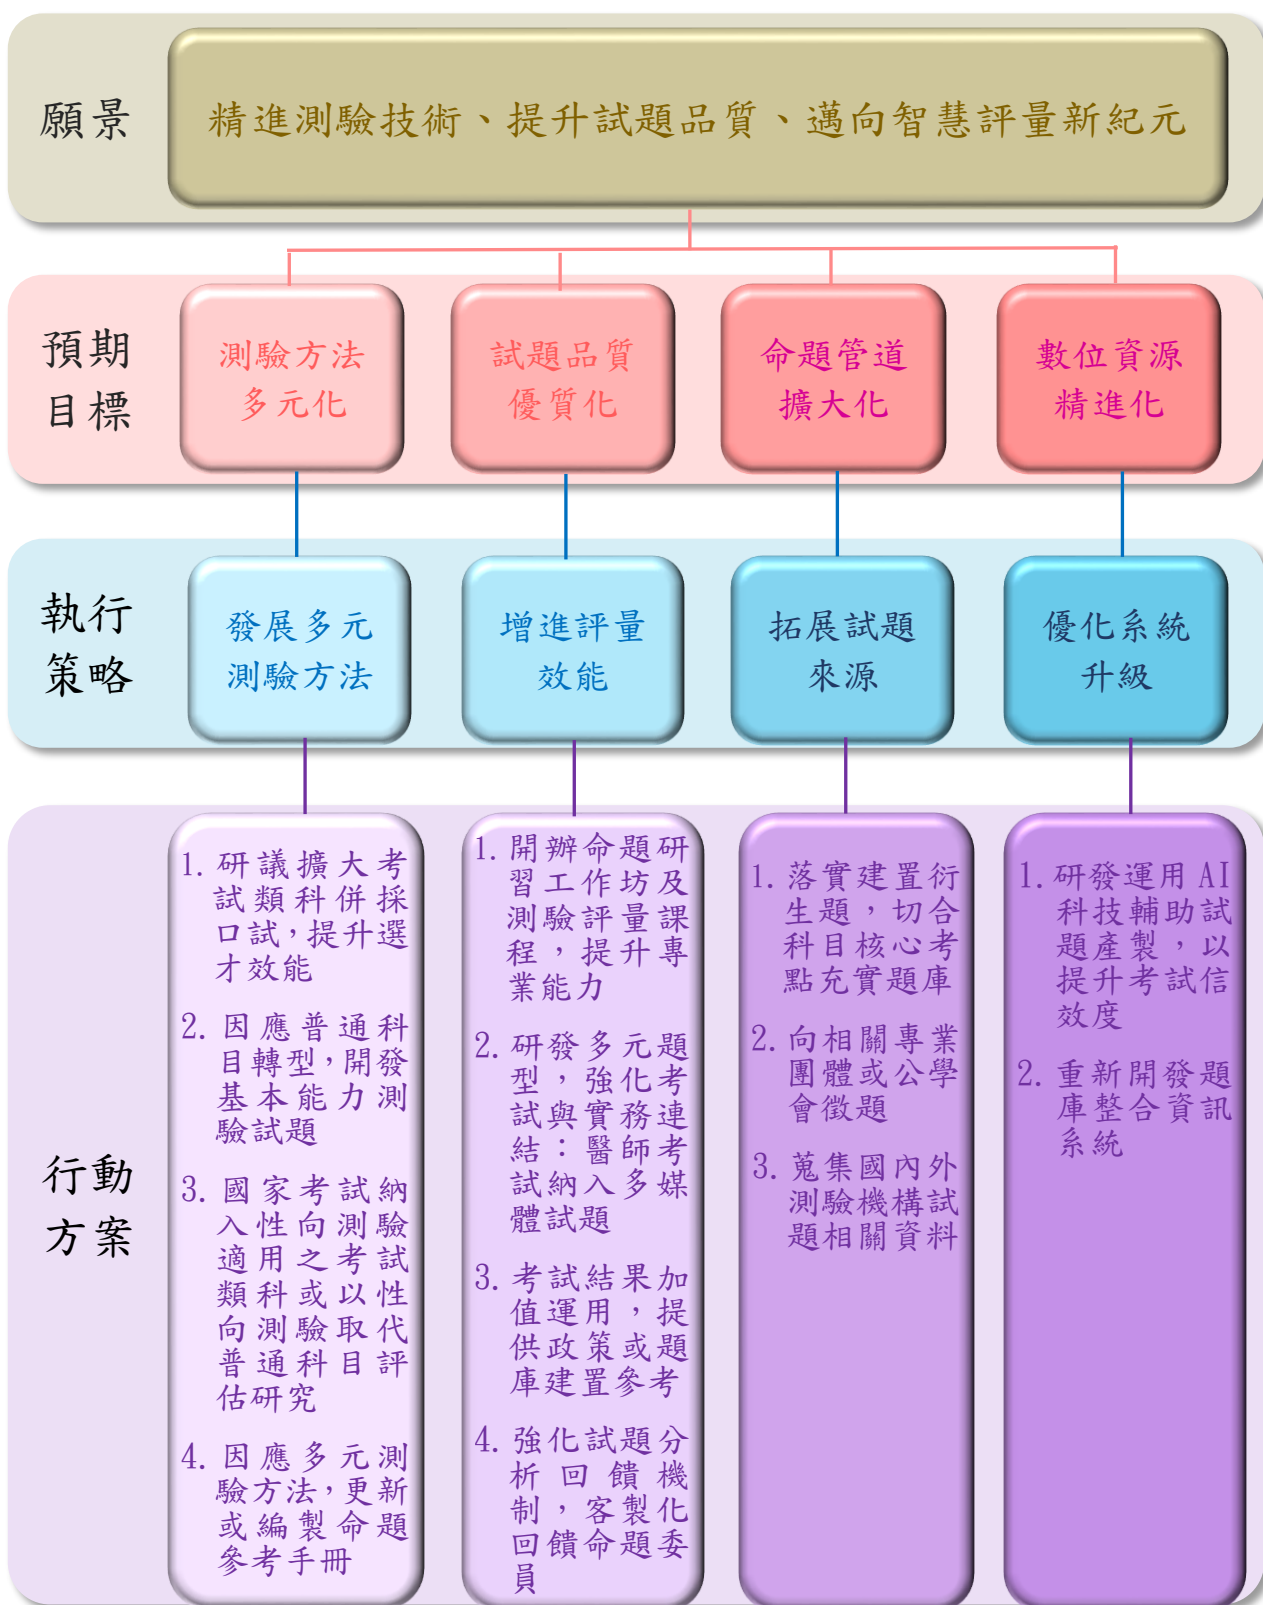 願景
精進測驗技術、提升試題品質、邁向智慧評量新紀元
預期
目標
測驗方法
多元化
試題品質
優質化
命題管道
擴大化
數位資源
精進化
執行
策略
發展多元
測驗方法
增進評量
效能
拓展試題
來源
優化系統
升級
行動
方案
1. 研議擴大考
試類科併採
口試，提升選
才效能
2. 因應普通科
目轉型，開發
基本能力測
驗試題
3. 國家考試納
入性向測驗
適用之考試
類科或以性
向測驗取代
普通科目評
估研究
4. 因應多元測
驗方法，更新
或編製命題
參考手冊
1. 開辦命題研
習工作坊及
測驗評量課
程，提升專
業能力
2. 研發多元題
型，強化考
試與實務連
結：醫師考
試納入多媒
體試題
3. 考試結果加
值運用，提
供政策或題
庫建置參考
4. 強化試題分
析回饋機
制，客製化
回饋命題委
員
1. 落實建置衍
生題，切合
科目核心考
點充實題庫
2. 向相關專業
團體或公學
會徵題
3. 蒐集國內外
測驗機構試
題相關資料
1. 研發運用 AI
科技輔助試
題產製，以
提升考試信
效度
2. 重新開發題
庫整合資訊
系統